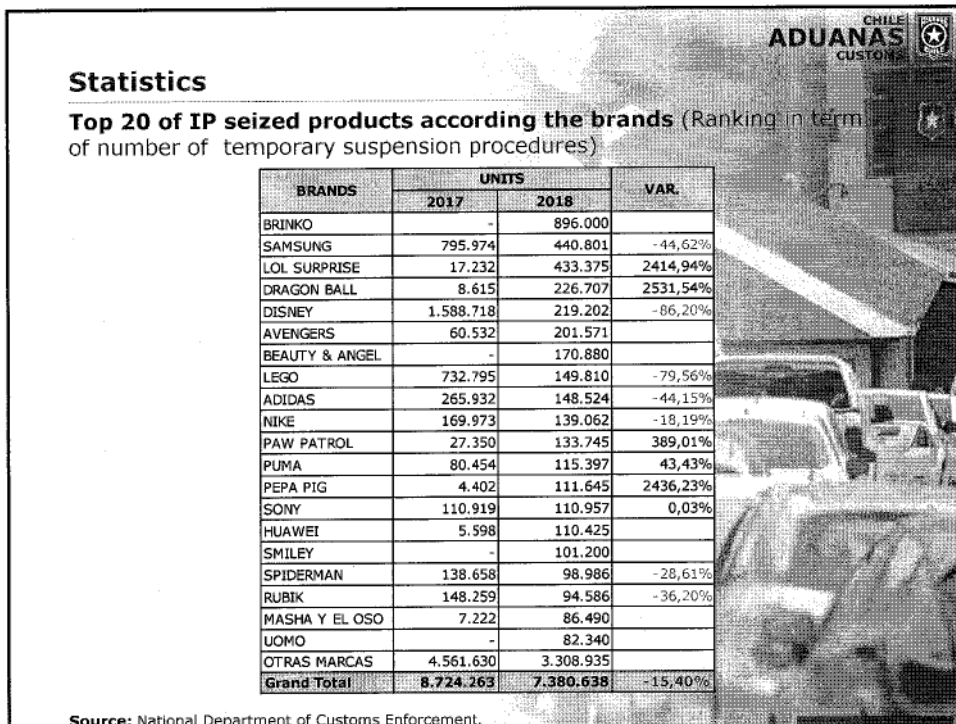 CHILE
ADUANAS
CUSTOMS
Statistics
Top 20 of IP seized products according the brands (Ranking in term
of number of temporary suspension procedures)
BRANDS UNITS VAR.
2017 2018
BRINKO - 896.000
SAMSUNG 795.974 440.801 -44,62%
LOL SURPRISE 17.232 433.375 2414,94%
DRAGON BALL 8.615 226.707 2531,54%
DISNEY 1.588.718 219.202 -86,20%
AVENGERS 60.532 201.571
BEAUTY & ANGEL - 170.880
LEGO 732.795 149.810 -79,56%
ADIDAS 265.932 148.524 -44,15%
NIKE 169.973 139.062 -18,19%
PAW PATROL 27.350 133.745 389,01%
PUMA 80.454 115.397 43,43%
PEPA PIG 4.402 111.645 2436,23%
SONY 110.919 110.957 0,03%
HUAWEI 5.598 110.425
SMILEY - 101.200
SPIDERMAN 138.658 98.986 -28,61%
RUBIK 148.259 94.586 -36,20%
MASHA Y EL OSO 7.222 86.490
UOMO - 82.340
OTRAS MARCAS 4.561.630 3.308.935
Grand Total 8.724.263 7.380.638 -15,40%
Source: National Department of Customs Enforcement.